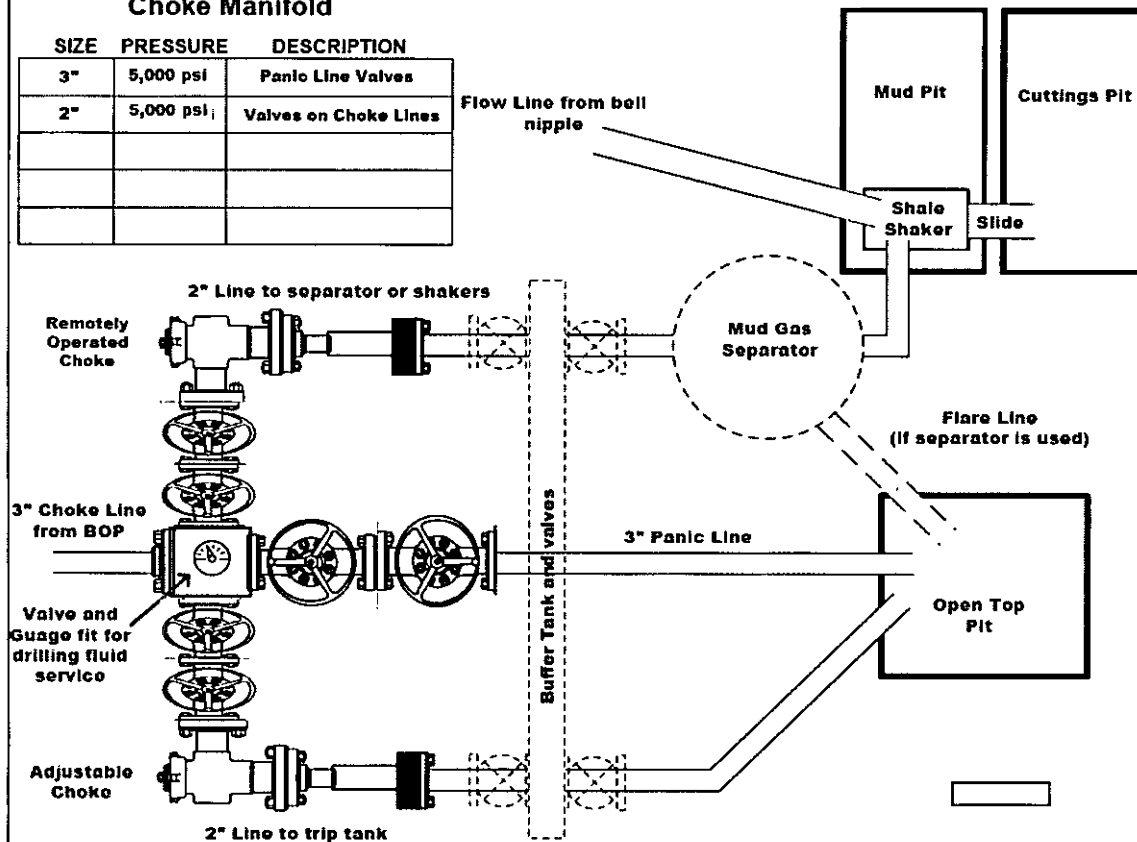 Choke Manifold
SIZE PRESSURE DESCRIPTION
3" 5,000 psi Panic Line Valves
2" 5,000 psi Valves on Choke Lines
Flow Line from bell
nipple
Mud Pit
Cuttings Pit
Shale
Shaker
Slide
2" Line to separator or shakers
Remotely
Operated
Choke
Mud Gas
Separator
Flare Line
(If separator is used)
3" Choke Line
from BOP
3" Panic Line
Buffer Tank and valves
Open Top
Pit
Valve and
Guage fit for
drilling fluid
service
Adjustable
Choke
2" Line to trip tank